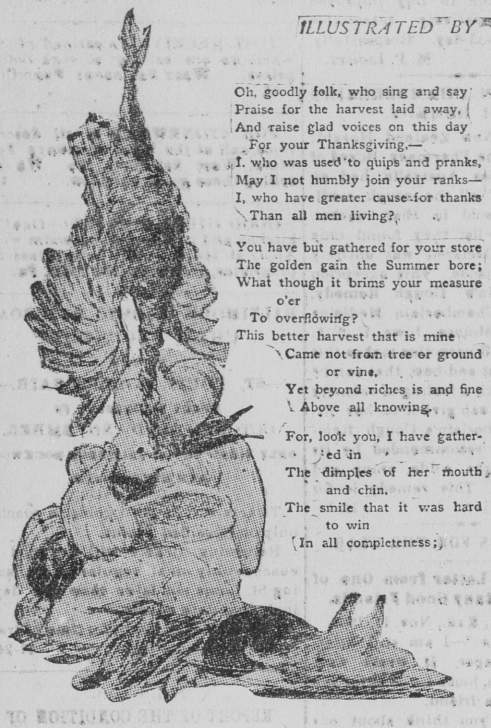 ILLUSTRATED BY
Oh, goodly folk, who sing and say
Praise for the harvest laid away,
And raise glad voices on this day
For your Thanksgiving,—
I, who was used to quips and pranks,
May I not humbly join your ranks—
I, who have greater cause for thanks
Than all men living?
You have but gathered for your store
The golden gain the Summer bore;
What though it brims your measure
o'er
To overflowing?
This better harvest that is mine
Came not from tree or ground
or vine,
Yet beyond riches is and fine
Above all knowing.
For, look you, I have gather-
ed in
The dimples of her mouth
and chin.
The smile that it was hard
to win
In all completeness;